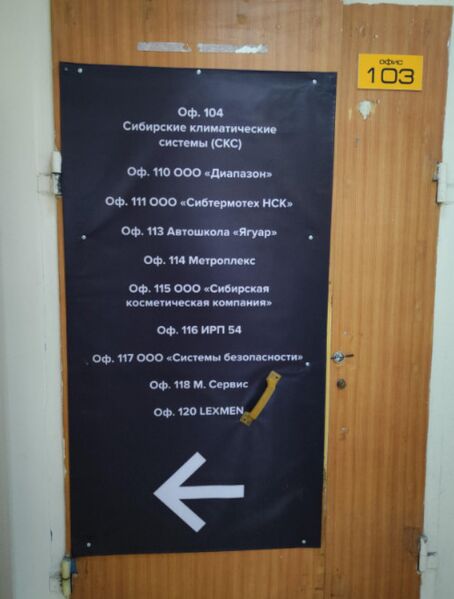 офис
103
Оф. 104
Сибирские климатические
системы (СКС)
Оф. 110 ООО «Диапазон»
Оф. 111 ООО «Сибтермотех НСК»
Оф. 113 Автошкола «Ягуар»
Оф. 114 Метроплекс
Оф. 115 ООО «Сибирская
косметическая компания»
Оф. 116 ИРП 54
Оф. 117 ООО «Системы безопасности»
Оф. 118 М. Сервис
Оф. 120 LEXMEN